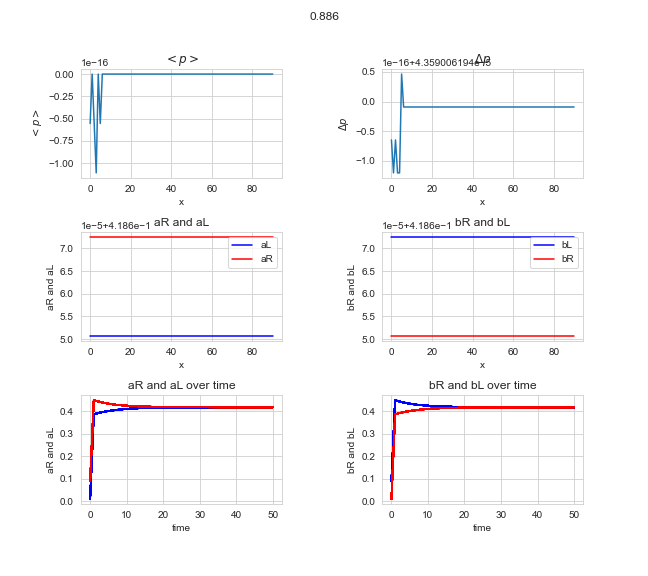 0.886
<p>
1e−16
0.00
−0.25
−0.50
−0.75
−1.00
<p>
0 20 40 60 80
x
Δp
0.5
0.0
−0.5
−1.0
Δp
0 20 40 60 80
x
aR and aL
1e−5+4.186e−1
7.0
6.5
6.0
5.5
5.0
aR and aL
aL
aR
0 20 40 60 80
x
bR and bL
1e−5+4.186e−1
7.0
6.5
6.0
5.5
5.0
bR and bL
bL
bR
0 20 40 60 80
x
aR and aL over time
0.4
0.3
0.2
0.1
0.0
aR and aL
0 10 20 30 40 50
time
bR and bL over time
0.4
0.3
0.2
0.1
0.0
bR and bL
0 10 20 30 40 50
time